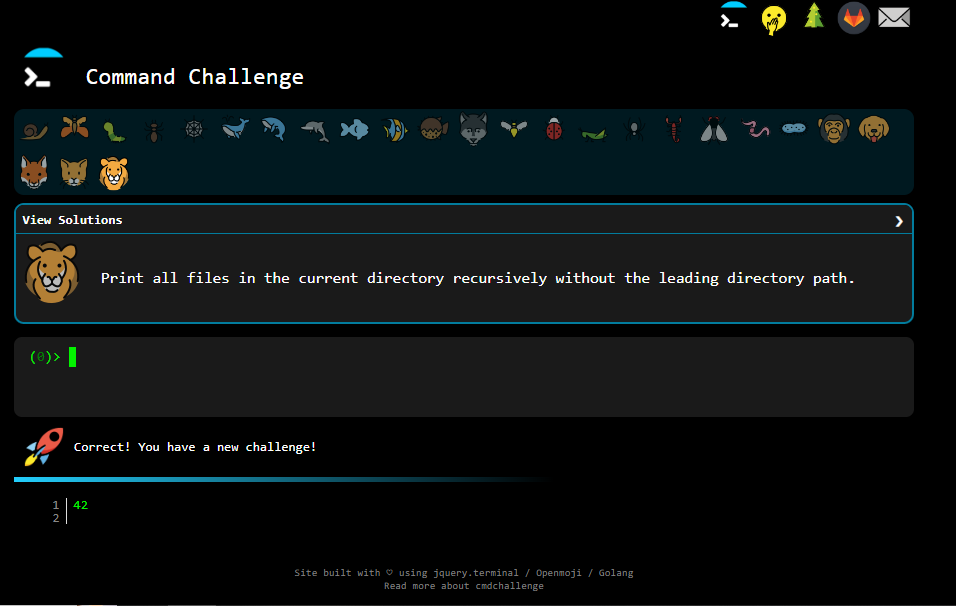 Command Challenge
View Solutions
Print all files in the current directory recursively without the leading directory path.
(0)>
Correct! You have a new challenge!
1 42
2
Site built with ♡ using jquery.terminal / Openmoji / Golang
Read more about cmdchallenge